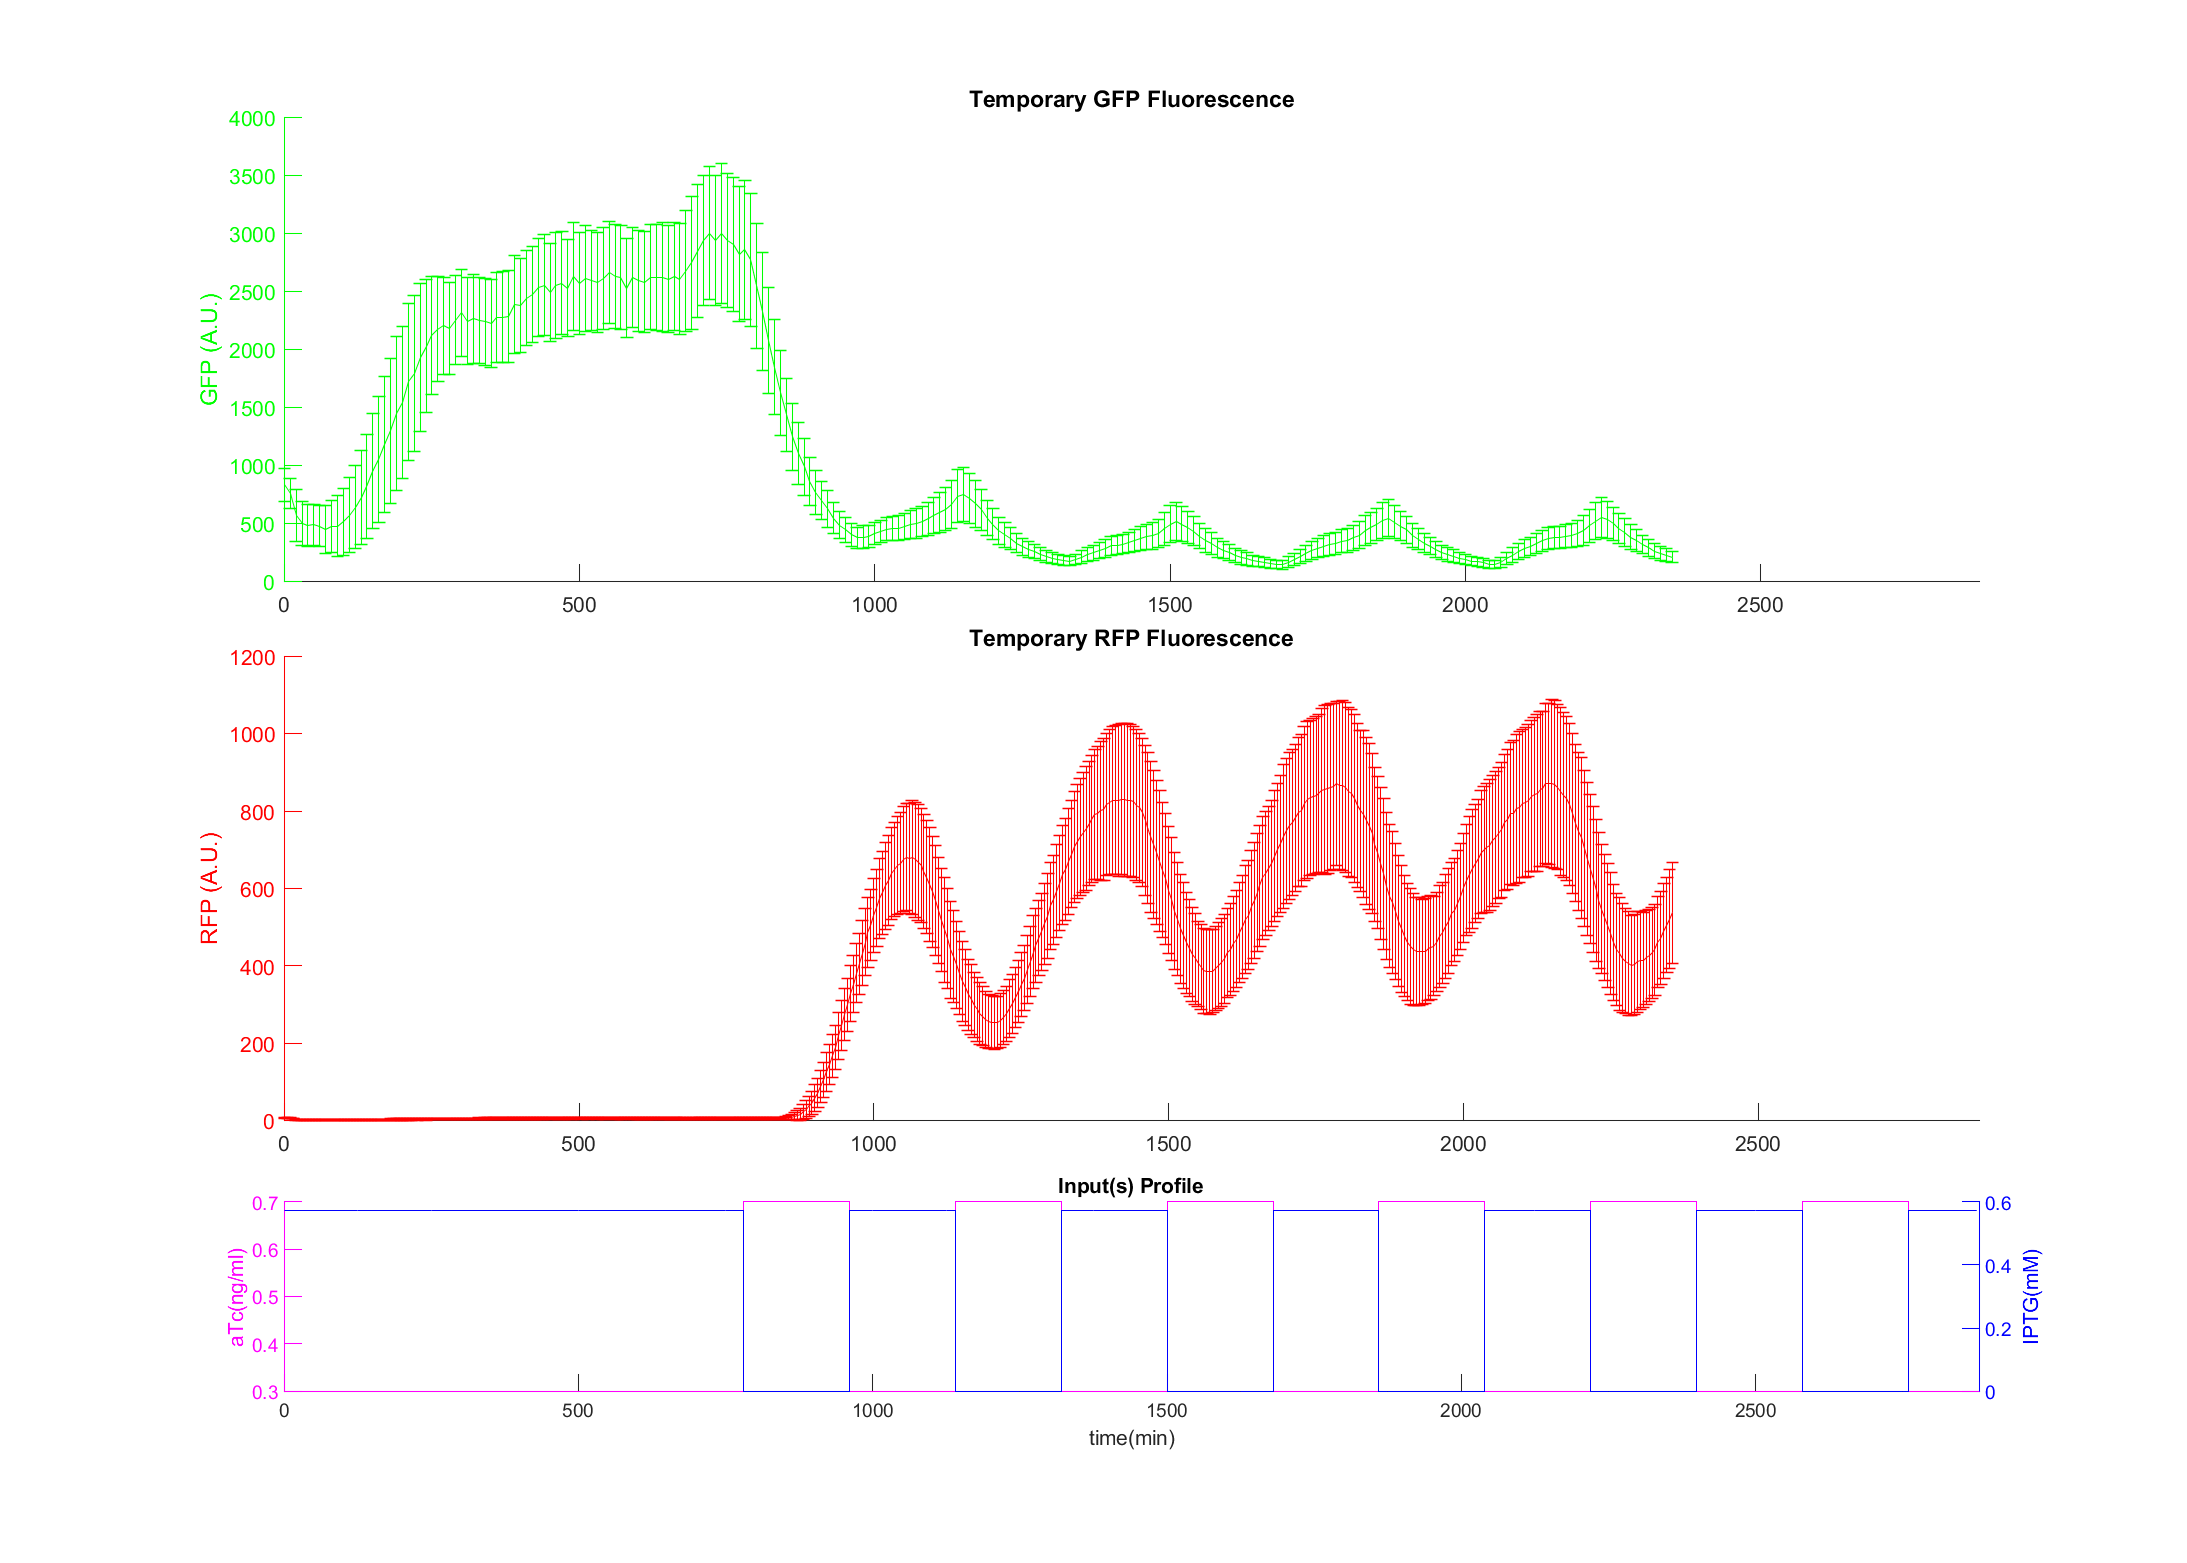 Temporary GFP Fluorescence
4000
3500
3000
2500
2000
1500
1000
500
0
GFP (A.U.)
0 500 1000 1500 2000 2500
Temporary RFP Fluorescence
1200
1000
800
600
400
200
0
RFP (A.U.)
0 500 1000 1500 2000 2500
Input(s) Profile
0.7
0.6
0.5
0.4
0.3
aTc(ng/ml)
0.6
0.4
0.2
0
IPTG(mM)
0 500 1000 1500 2000 2500
time(min)